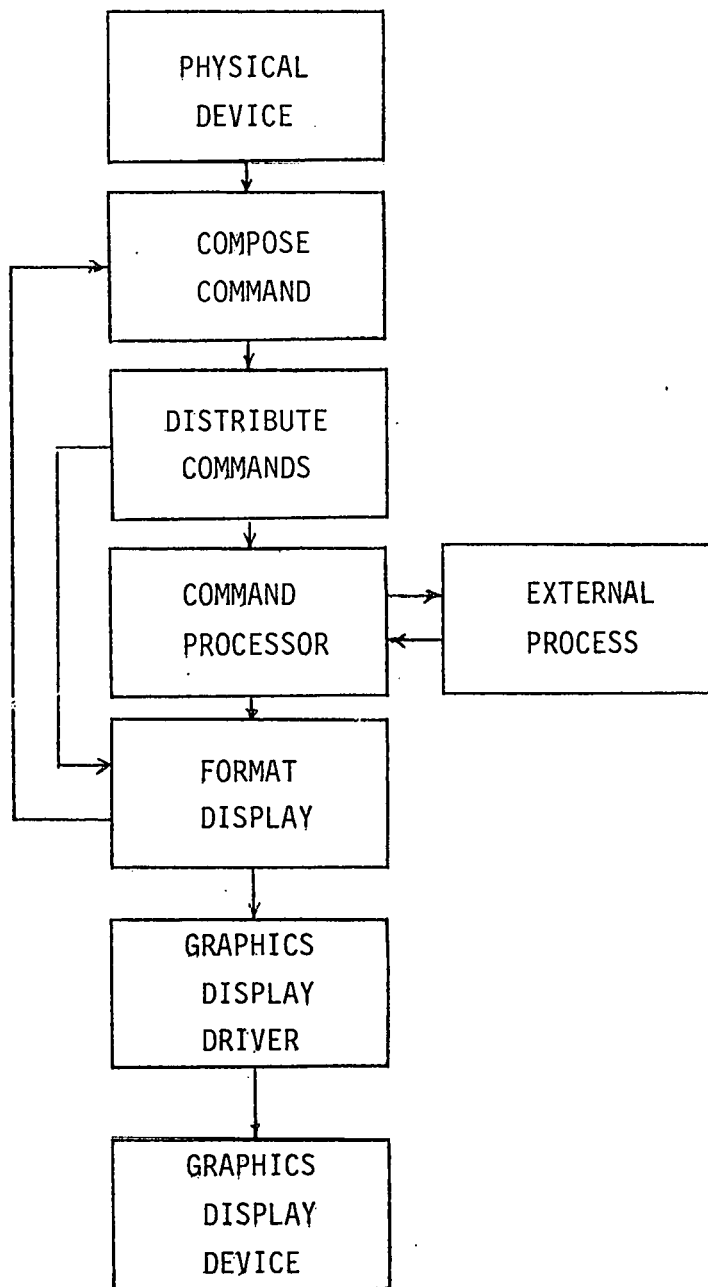 PHYSICAL
DEVICE
COMPOSE
COMMAND
DISTRIBUTE
COMMANDS
COMMAND
PROCESSOR
EXTERNAL
PROCESS
FORMAT
DISPLAY
GRAPHICS
DISPLAY
DRIVER
GRAPHICS
DISPLAY
DEVICE